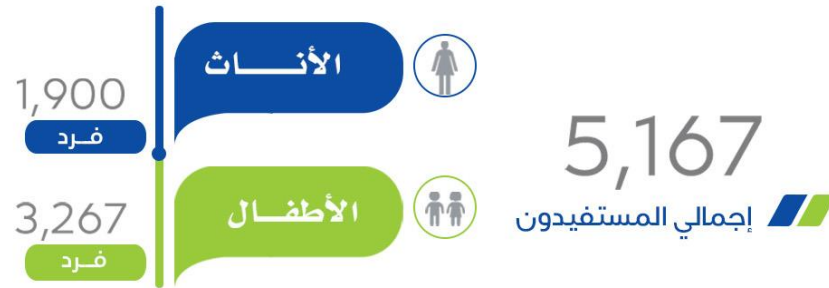 5,167
إجمالي المستفيدون
الأنـــاث
1,900
فــرد
الأطفــال
3,267
فــرد